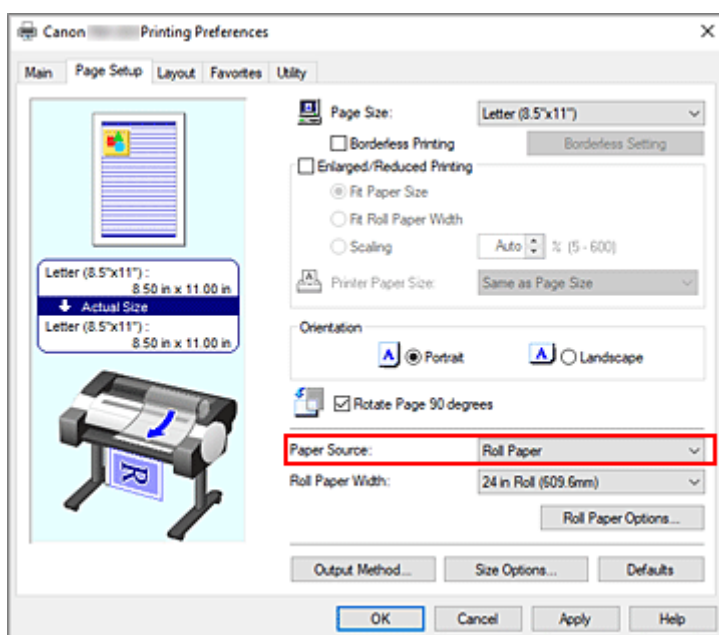 Canon Printing Preferences
Main Page Setup Layout Favorites Utility
Page Size: Letter (8.5"x11")
Borderless Printing Borderless Setting
Enlarged/Reduced Printing
Fit Paper Size
Fit Roll Paper Width
Scaling Auto % (5 - 600)
Printer Paper Size: Same as Page Size
Letter (8.5"x11") :
8.50 in x 11.00 in
Actual Size
Letter (8.5"x11") :
8.50 in x 11.00 in
Orientation
A Portrait A Landscape
Rotate Page 90 degrees
Paper Source: Roll Paper
Roll Paper Width: 24 in Roll (609.6mm)
Roll Paper Options...
R
Output Method... Size Options... Defaults
OK Cancel Apply Help